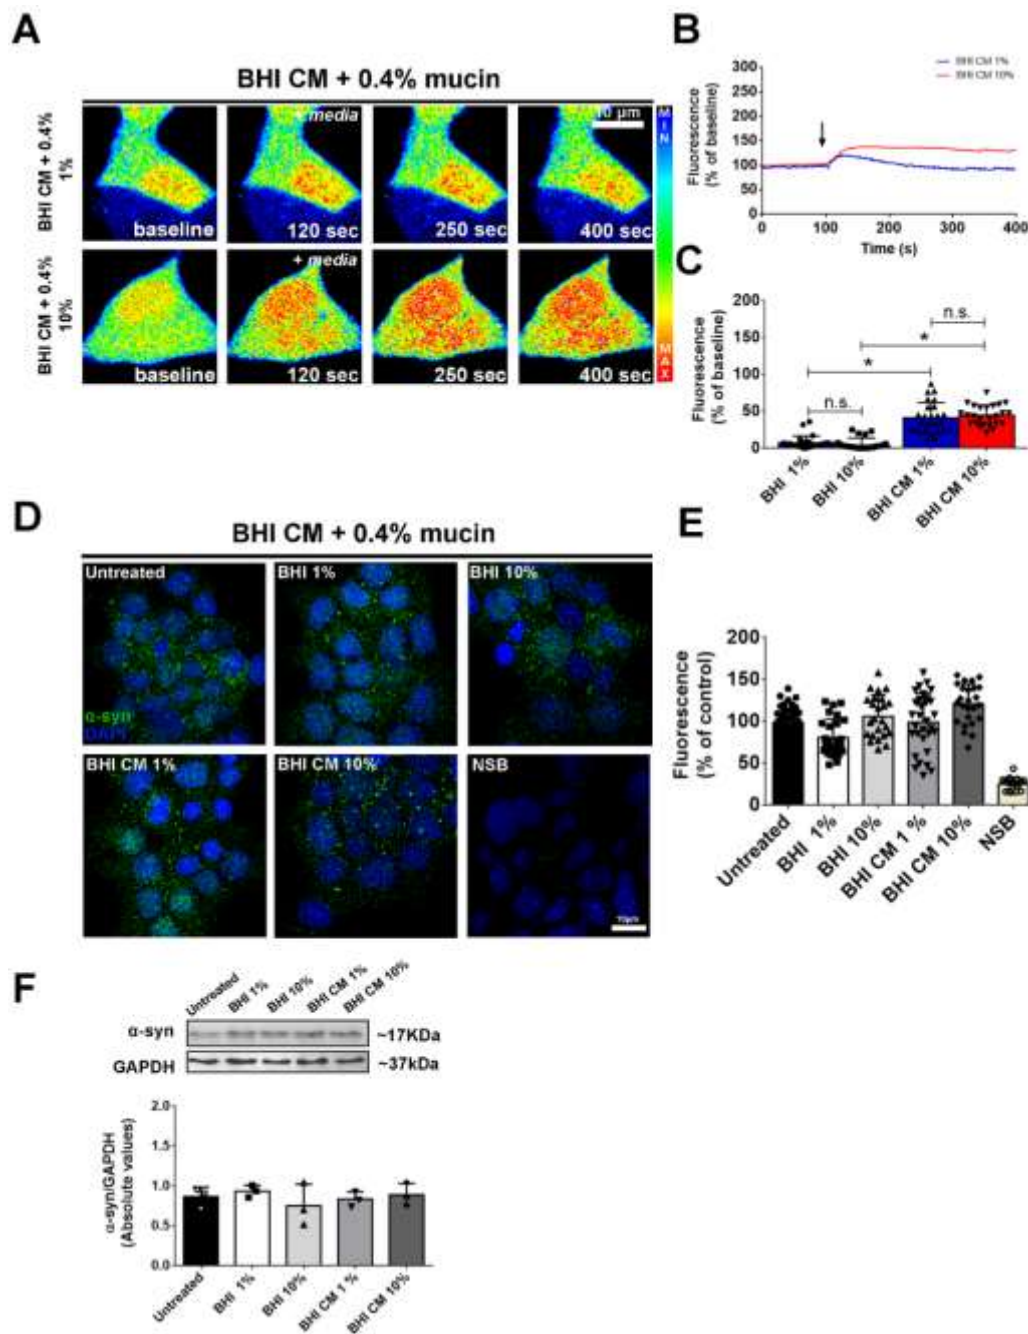 A
BHI CM + 0.4% mucin
BHI CM + 0.4%
1%
+ media
10 µm
baseline
120 sec
250 sec
400 sec
BHI CM + 0.4%
10%
+ media
baseline
120 sec
250 sec
400 sec
MIN
MAX
B
BHI CM 1%
BHI CM 10%
Fluorescence
(% of baseline)
300
250
200
150
100
50
0
0 100 200 300 400
Time (s)
C
Fluorescence
(% of baseline)
200
150
100
50
0
n.s.
*
*
n.s.
BHI 1%
BHI 10%
BHI CM 1%
BHI CM 10%
D
BHI CM + 0.4% mucin
Untreated
BHI 1%
BHI 10%
α-syn
DAPI
BHI CM 1%
BHI CM 10%
NSB
10µm
E
Fluorescence
(% of control)
200
150
100
50
0
Untreated
BHI 1%
BHI 10%
BHI CM 1 %
BHI CM 10%
NSB
F
Untreated
BHI 1%
BHI 10%
BHI CM 1%
BHI CM 10%
α-syn
~17KDa
GAPDH
~37kDa
α-syn/GAPDH
(Absolute values)
2.0
1.5
1.0
0.5
0.0
Untreated
BHI 1%
BHI 10%
BHI CM 1 %
BHI CM 10%